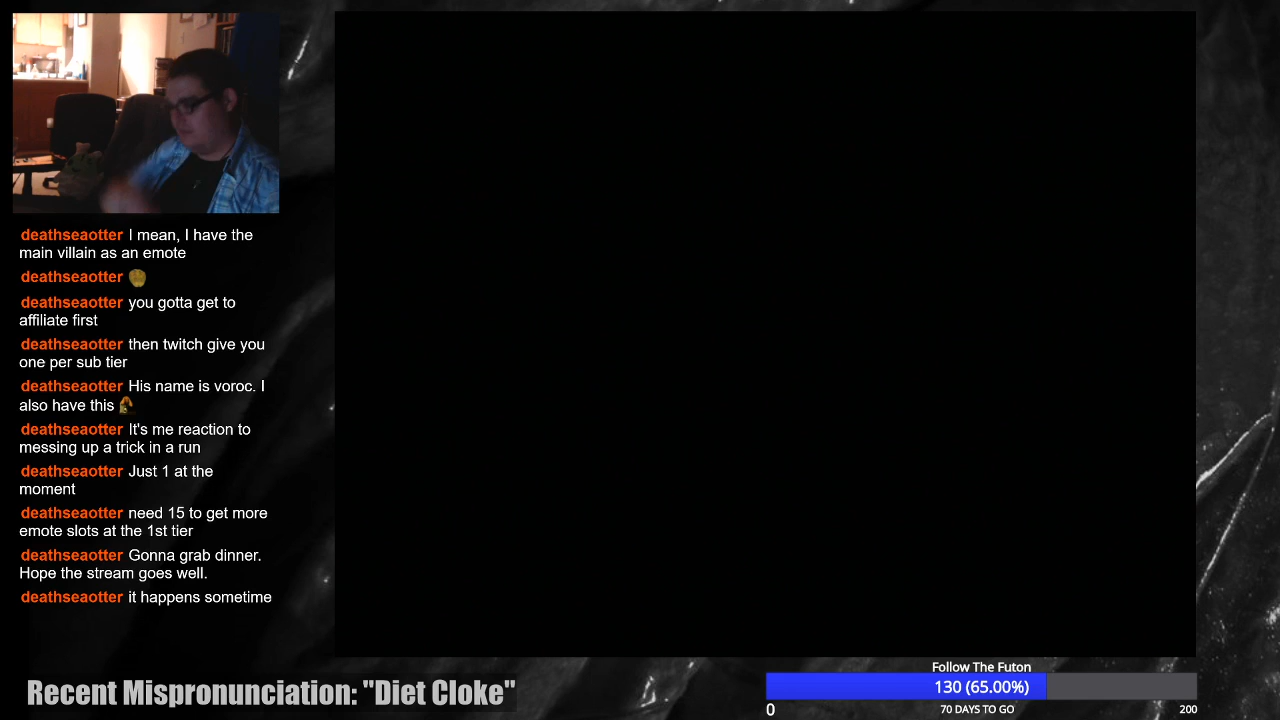 deathseaotter I mean, I have the
main villain as an emote
deathseaotter
deathseaotter you gotta get to
affiliate first
deathseaotter then twitch give you
one per sub tier
deathseaotter His name is voroc. I
also have this
deathseaotter It's me reaction to
messing up a trick in a run
deathseaotter Just 1 at the
moment
deathseaotter need 15 to get more
emote slots at the 1st tier
deathseaotter Gonna grab dinner.
Hope the stream goes well.
deathseaotter it happens sometime
Recent Mispronunciation: "Diet Cloke"
Follow The Futon
130 (65.00%)
0 70 DAYS TO GO 200